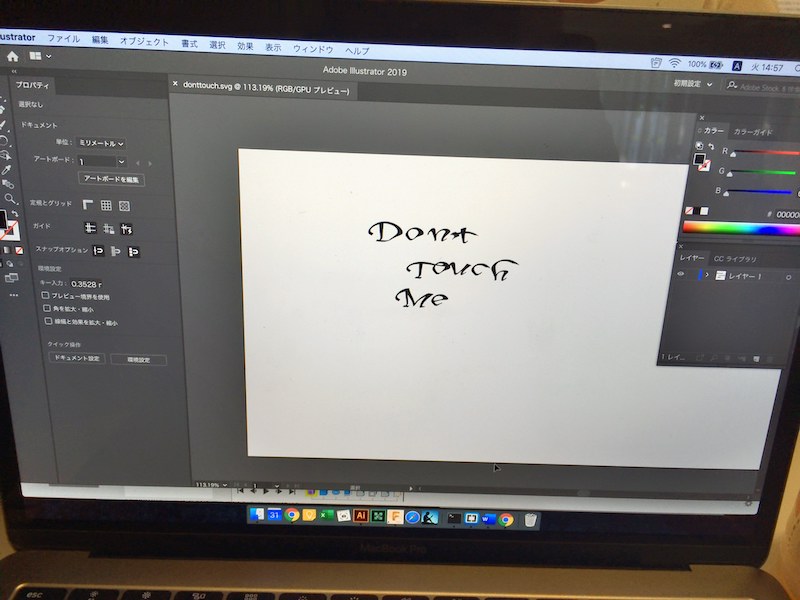 ustrator ファイル 編集 オブジェクト 書式 選択 効果 表示 ウィンドウ ヘルプ
100% A 火 14:57
Adobe Illustrator 2019
初期設定
Adobe Stock
プロパティ
× donttouch.svg @ 113.19% (RGB/GPU プレビュー)
選択なし
ドキュメント
単位: ミリメートル
アートボード: 1
アートボードを編集
定規とグリッド
ガイド
スナップオプション
環境設定
キー入力: 0.3528 r
プレビュー境界を使用
角を拡大・縮小
線幅と効果を拡大・縮小
クイック操作
ドキュメント設定 環境設定
Dont
Touch
Me
カラー カラーガイド
R
G
B
# 00000
レイヤー CC ライブラリ
レイヤー 1
1 レイ...
113.19% 1 選択
31 Ai F W
MacBook Pro
esc